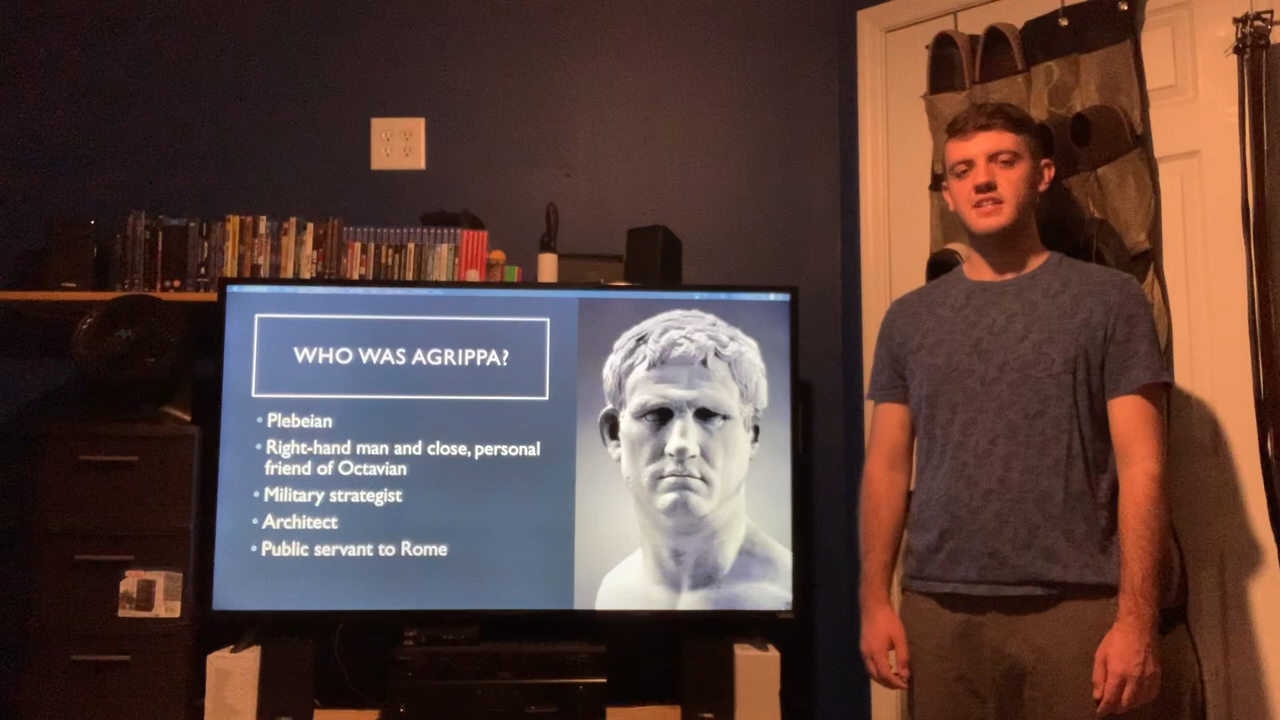 WHO WAS AGRIPPA?
• Plebeian
• Right-hand man and close, personal
friend of Octavian
• Military strategist
• Architect
• Public servant to Rome